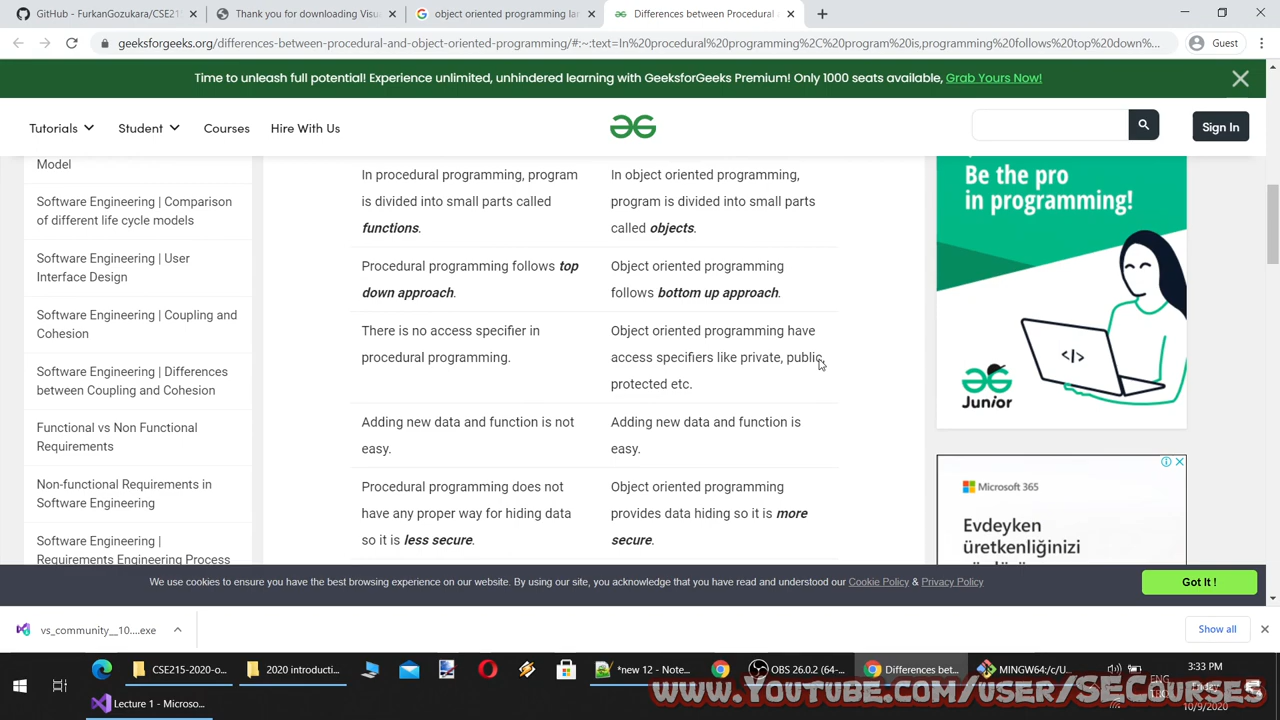 GitHub - FurkanGozukara/CSE21
Thank you for downloading Visu
object oriented programming la
Differences between Procedural
geeksforgeeks.org/differences-between-procedural-and-object-oriented-programming/#:~:text=In%20procedural%20programming%2C%20program%20is,programming%20follows%20top%20down%...
Guest
Time to unleash full potential! Experience unlimited, unhindered learning with GeeksforGeeks Premium! Only 1000 seats available, Grab Yours Now!
Tutorials
Student
Courses
Hire With Us
Sign In
Model
Software Engineering | Comparison
of different life cycle models
Software Engineering | User
Interface Design
Software Engineering | Coupling and
Cohesion
Software Engineering | Differences
between Coupling and Cohesion
Functional vs Non Functional
Requirements
Non-functional Requirements in
Software Engineering
Software Engineering |
Requirements Engineering Process
In procedural programming, program
is divided into small parts called
functions.
In object oriented programming,
program is divided into small parts
called objects.
Procedural programming follows top
down approach.
Object oriented programming
follows bottom up approach.
There is no access specifier in
procedural programming.
Object oriented programming have
access specifiers like private, public,
protected etc.
Adding new data and function is not
easy.
Adding new data and function is
easy.
Procedural programming does not
have any proper way for hiding data
so it is less secure.
Object oriented programming
provides data hiding so it is more
secure.
Be the pro
in programming!
</>
Junior
Microsoft 365
Evdeyken
üretkenliğinizi
We use cookies to ensure you have the best browsing experience on our website. By using our site, you acknowledge that you have read and understood our Cookie Policy & Privacy Policy
Got It !
vs_community__10....exe
Show all
CSE215-2020-o...
2020 introducti...
*new 12 - Note...
OBS 26.0.2 (64-...
Differences bet...
MINGW64:/c/U...
ENG
3:33 PM
Friday
10/9/2020
Lecture 1 - Microso...
www.Youtube.com/user/SECourses